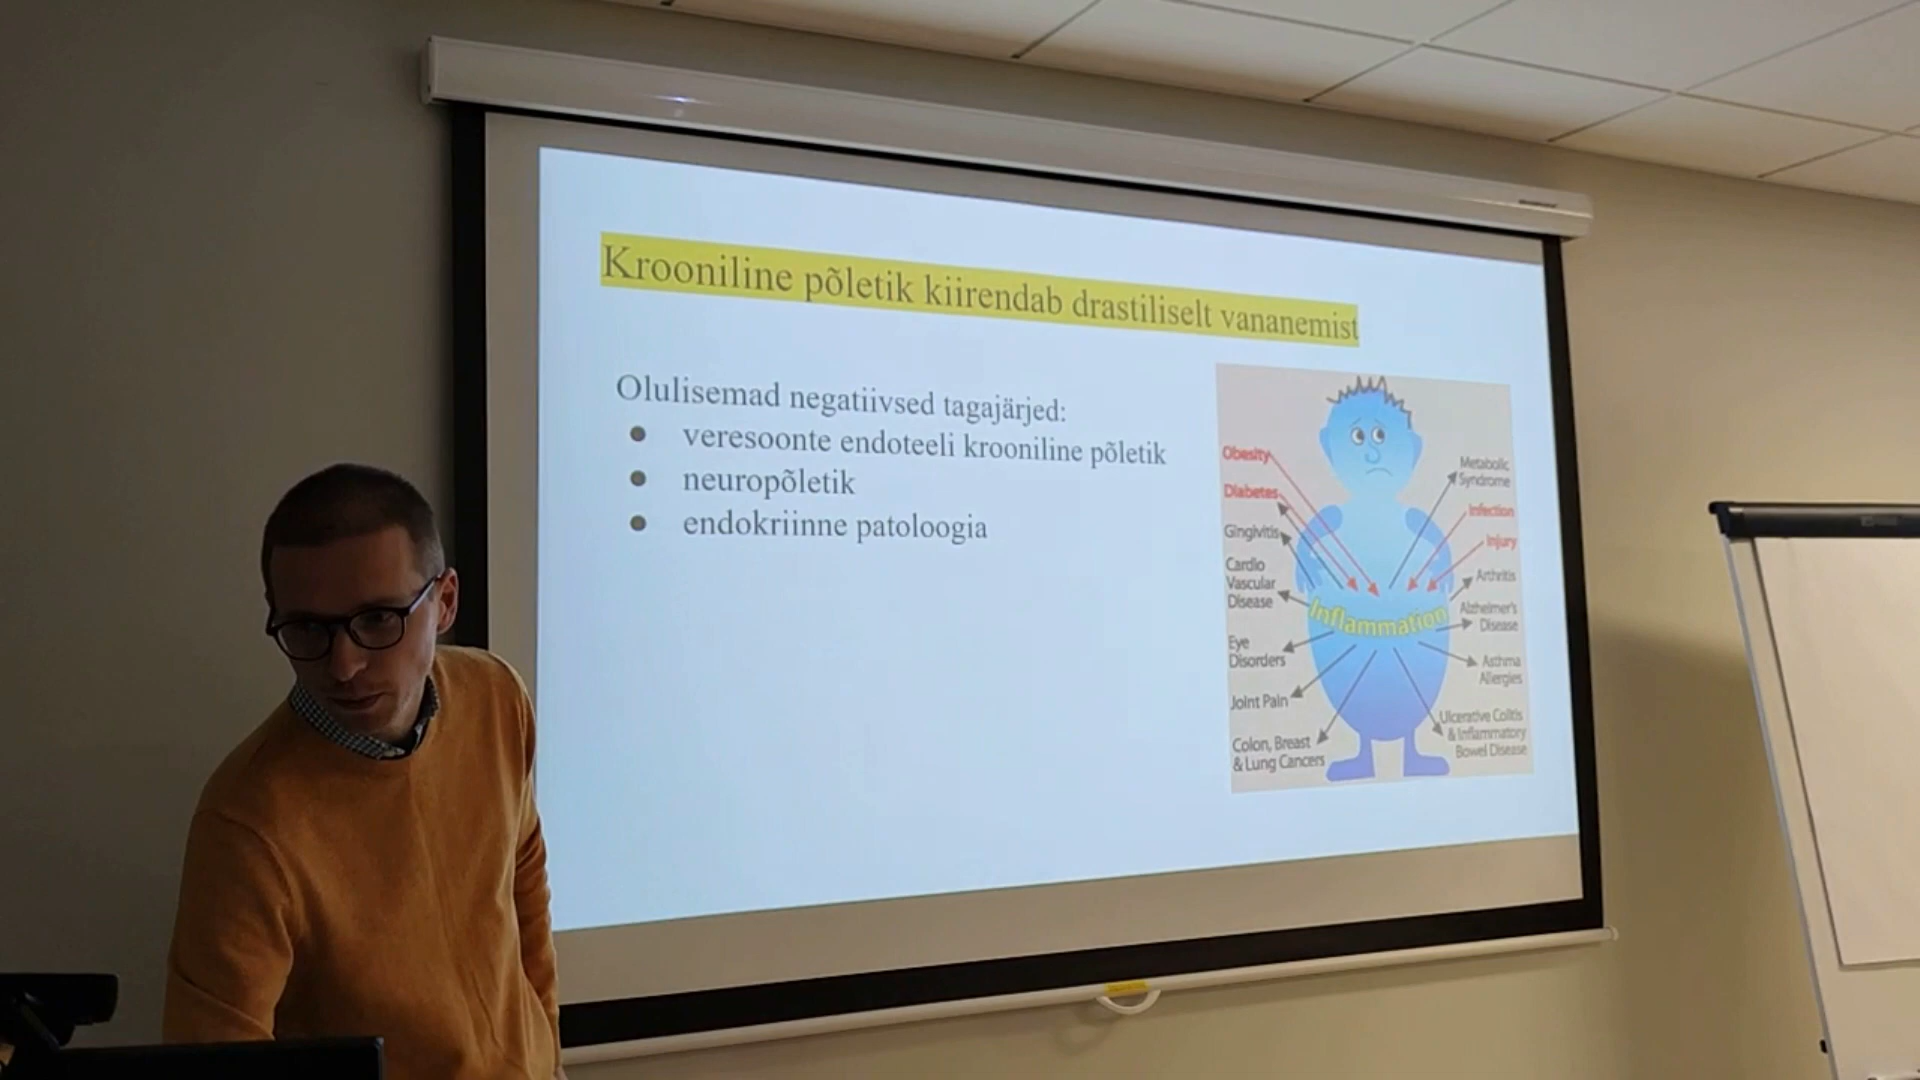 Krooniline põletik kiirendab drastiliselt vananemist
Olulisemad negatiivsed tagajärjed:
● veresoonte endoteeli krooniline põletik
● neuropõletik
● endokriinne patoloogia
Obesity
Diabetes
Gingivitis
Cardio
Vascular
Disease
Eye
Disorders
Joint Pain
Colon, Breast
& Lung Cancers
Inflammation
Metabolic
Syndrome
Infection
Injury
Arthritis
Alzheimer's
Disease
Asthma
Allergies
Ulcerative Colitis
& Inflammatory
Bowel Disease